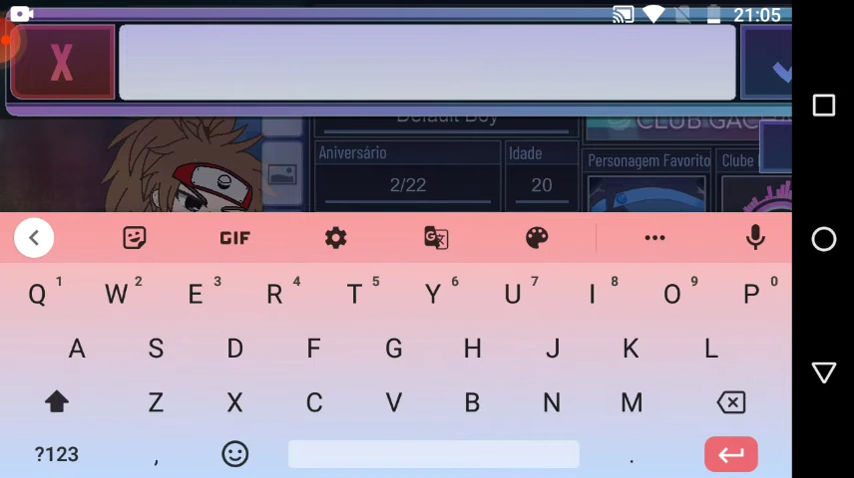 21:05
X
Default Boy
CLUB GAC
Aniversário
Idade
Personagem Favorito
Clube
2/22
20
GIF
Q 1 W 2 E 3 R 4 T 5 Y 6 U 7 I 8 O 9 P 0
A S D F G H J K L
Z X C V B N M
?123 , .